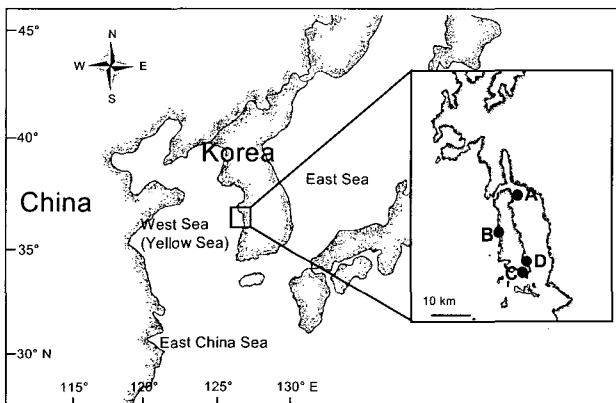 45°
N
W E
S
40°
Korea
East Sea
China
West Sea
(Yellow Sea)
35°
East China Sea
30° N
115° 120° 125° 130° E
A
B
D
C
10 km